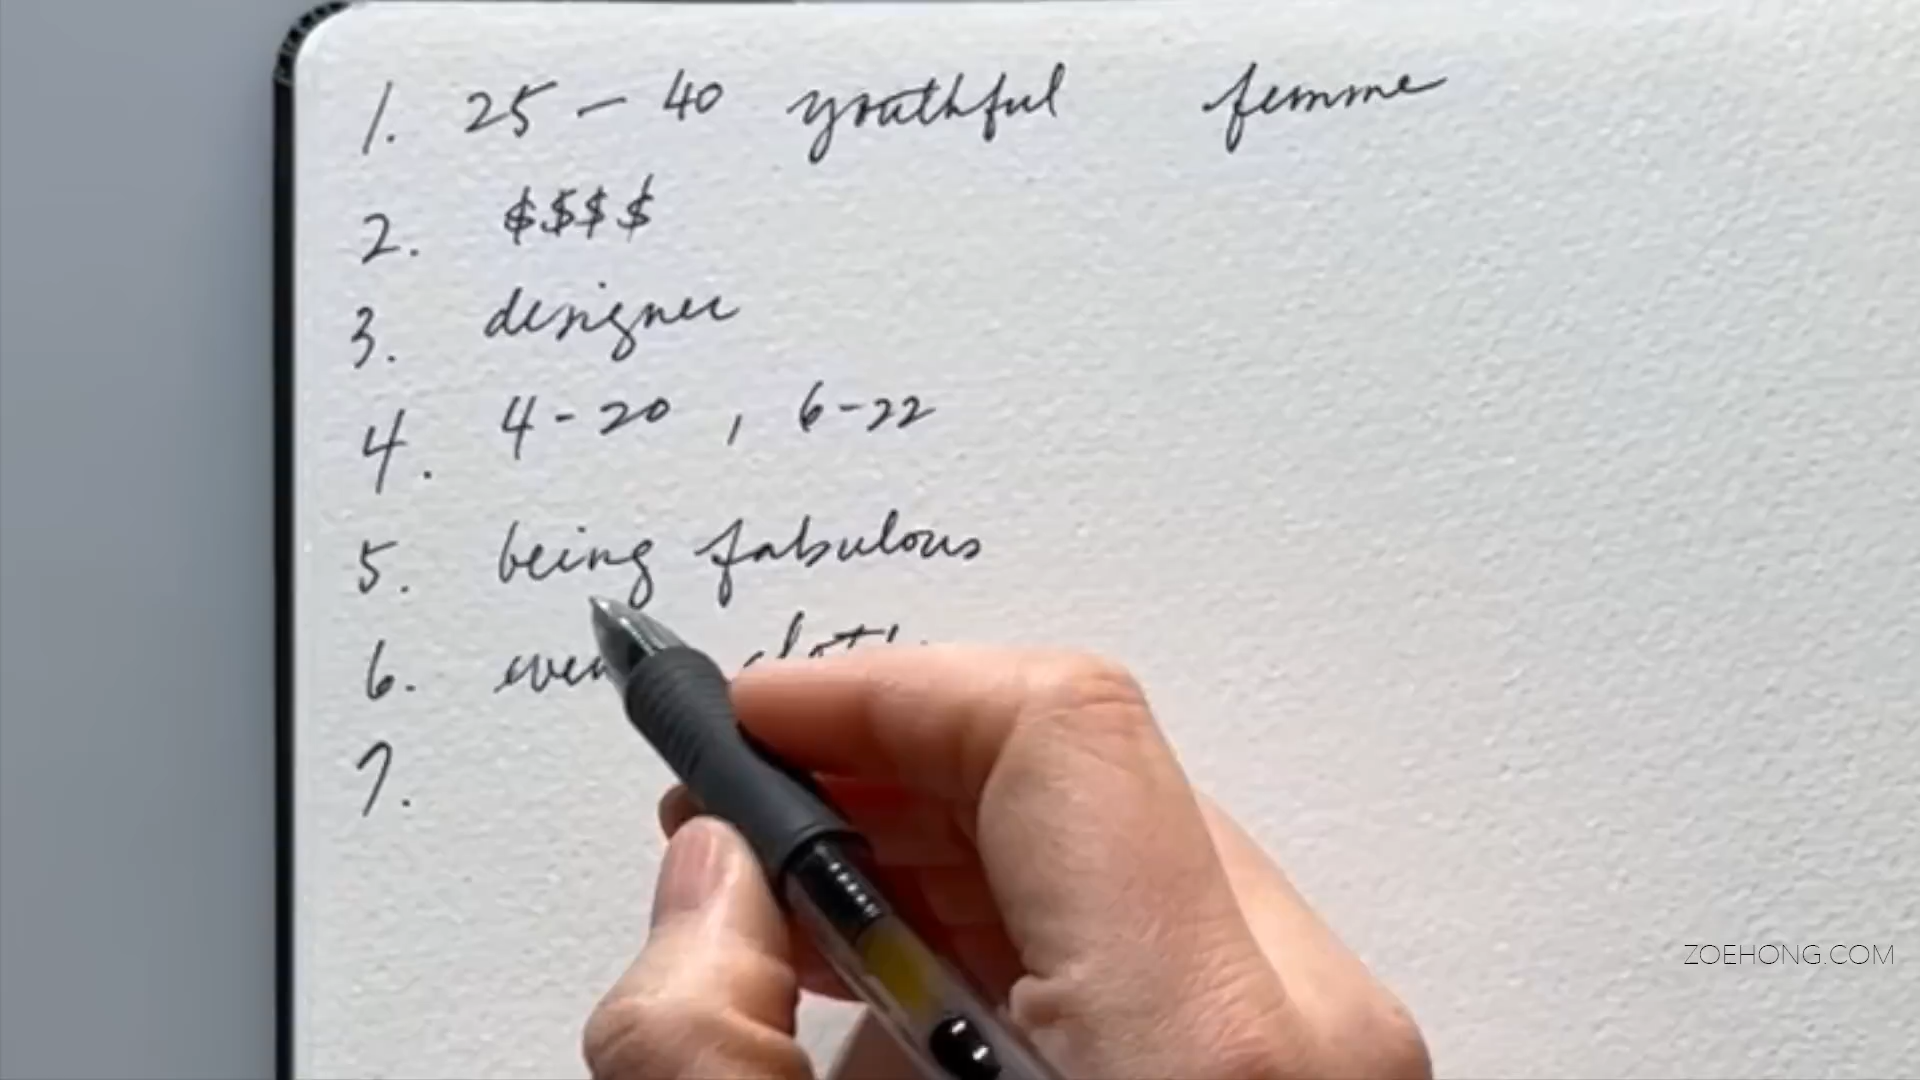 1. 25 – 40 youthful femme
2. $$$$
3. designer
4. 4-20, 6-22
5. being fabulous
6.
7.
ZOEHONG.COM